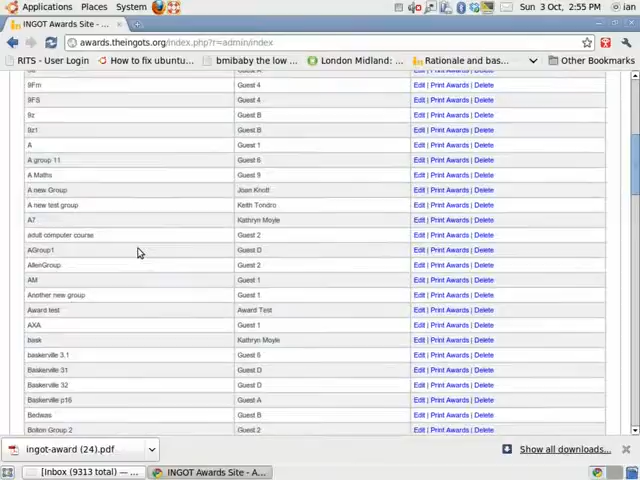 Applications Places System Sun 3 Oct, 2:55 PM ian
INGOT Awards Site - ...
awards.theingots.org/index.php?r=admin/index
RITS - User Login How to fix ubuntu... bmibaby the low ... London Midland: ... Rationale and bas... Other Bookmarks
Edit | Print Awards | Delete
9Fm Guest 4 Edit | Print Awards | Delete
9FS Guest 4 Edit | Print Awards | Delete
9z Guest B Edit | Print Awards | Delete
9z1 Guest B Edit | Print Awards | Delete
A Guest 1 Edit | Print Awards | Delete
A group 11 Guest 6 Edit | Print Awards | Delete
A Maths Guest 9 Edit | Print Awards | Delete
A new Group Joan Knott Edit | Print Awards | Delete
A new test group Keith Tondro Edit | Print Awards | Delete
A7 Kathryn Moyle Edit | Print Awards | Delete
adult computer course Guest 2 Edit | Print Awards | Delete
AGroup1 Guest D Edit | Print Awards | Delete
AllenGroup Guest 2 Edit | Print Awards | Delete
AM Guest 1 Edit | Print Awards | Delete
Another new group Guest 1 Edit | Print Awards | Delete
Award test Award Test Edit | Print Awards | Delete
AXA Guest 1 Edit | Print Awards | Delete
bask Kathryn Moyle Edit | Print Awards | Delete
baskerville 3.1 Guest 6 Edit | Print Awards | Delete
Baskerville 31 Guest D Edit | Print Awards | Delete
Baskerville 32 Guest D Edit | Print Awards | Delete
Baskerville p16 Guest A Edit | Print Awards | Delete
Bedwas Guest B Edit | Print Awards | Delete
Bolton Group 2 Guest 2 Edit | Print Awards | Delete
ingot-award (24).pdf Show all downloads...
[Inbox (9313 total) — ... INGOT Awards Site - A...